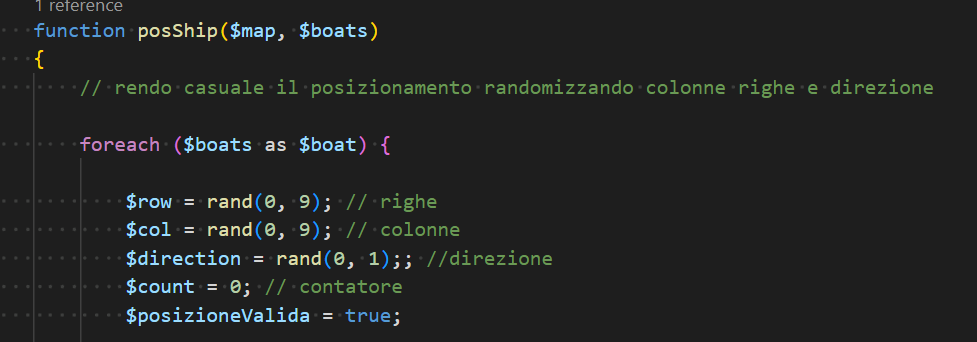 1 reference
function posShip($map, $boats)
{
// rendo casuale il posizionamento randomizzando colonne righe e direzione
foreach ($boats as $boat) {
$row = rand(0, 9); // righe
$col = rand(0, 9); // colonne
$direction = rand(0, 1);; //direzione
$count = 0; // contatore
$posizioneValida = true;